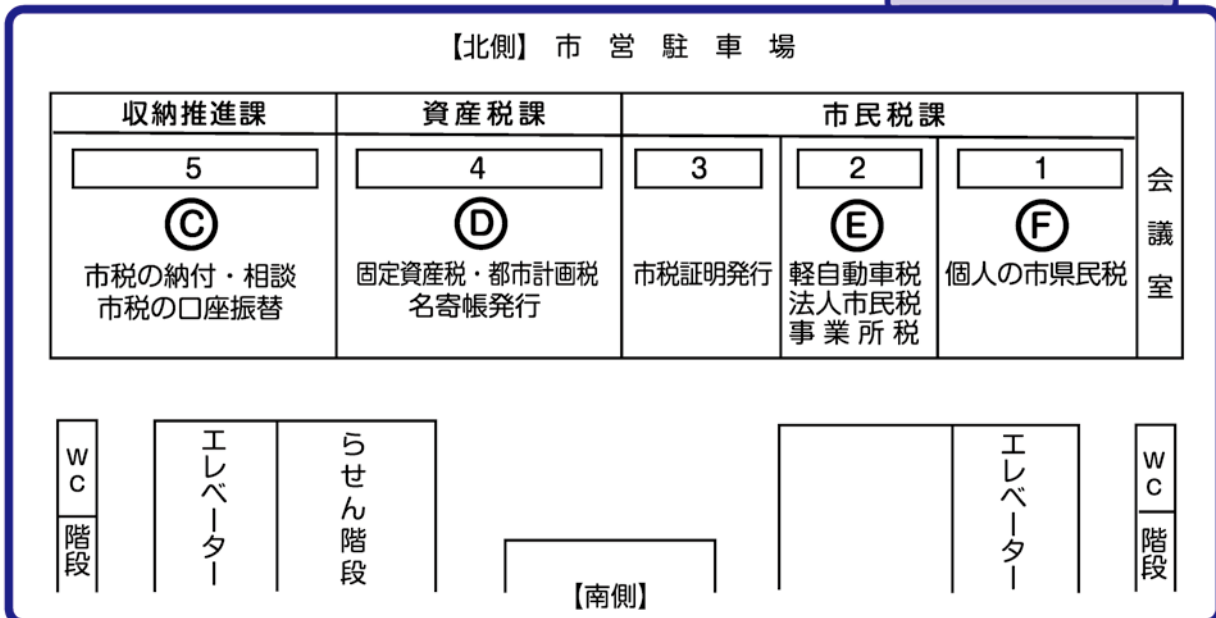 【北側】 市 営 駐 車 場
収納推進課
5
Ⓒ
市税の納付・相談
市税の口座振替
資産税課
4
Ⓓ
固定資産税・都市計画税
名寄帳発行
市民税課
3
市税証明発行
2
Ⓔ
軽自動車税
法人市民税
事業所税
1
Ⓕ
個人の市県民税
会議室
WC
階段
エレベーター
らせん階段
【南側】
エレベーター
WC
階段